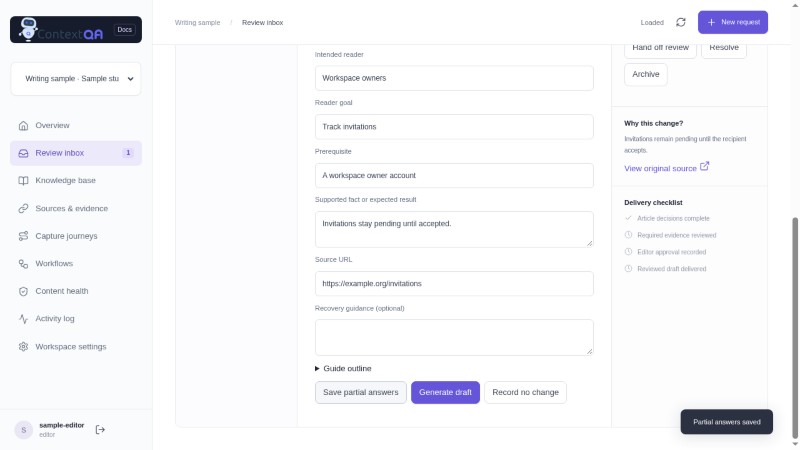 ContextQA
Docs
Writing sample · Sample stu
Overview
Review inbox
1
Knowledge base
Sources & evidence
Capture journeys
Workflows
Content health
Activity log
Workspace settings
S
sample-editor
editor
Writing sample / Review inbox
Loaded
New request
Intended reader
Workspace owners
Reader goal
Track invitations
Prerequisite
A workspace owner account
Supported fact or expected result
Invitations stay pending until accepted.
Source URL
https://example.org/invitations
Recovery guidance (optional)
Guide outline
Save partial answers
Generate draft
Record no change
Hand off review
Resolve
Archive
Why this change?
Invitations remain pending until the recipient
accepts.
View original source
Delivery checklist
Article decisions complete
Required evidence reviewed
Editor approval recorded
Reviewed draft delivered
Partial answers saved